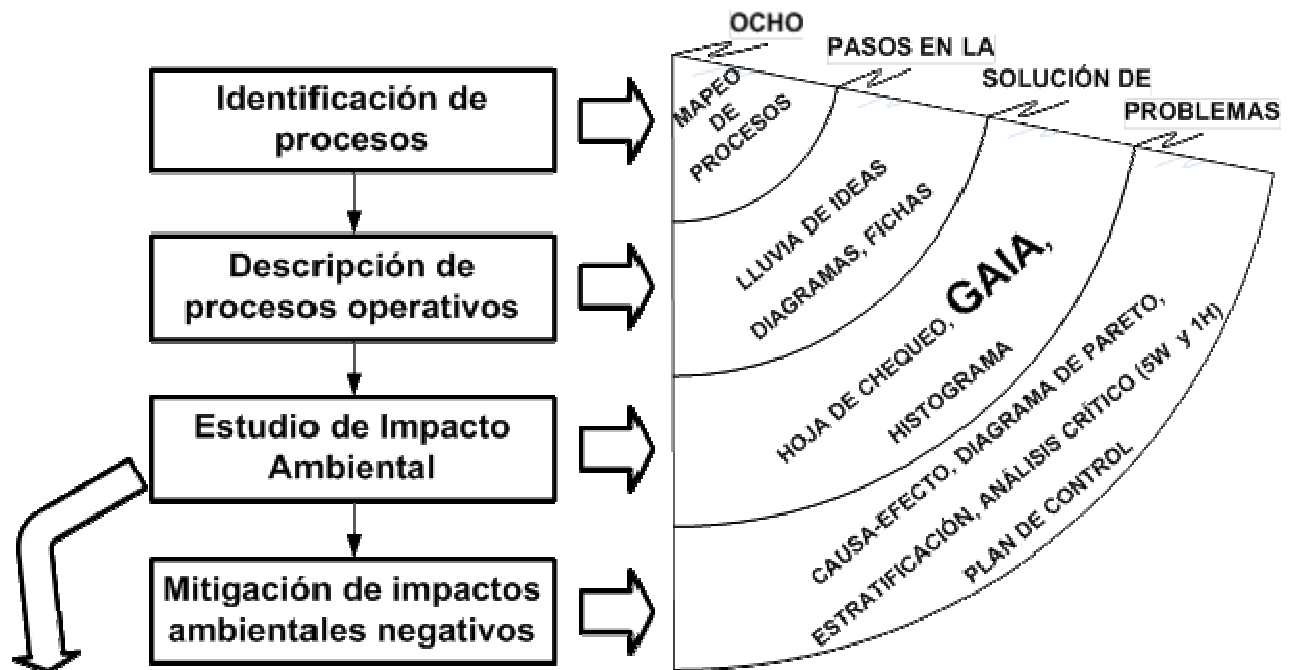 OCHO
PASOS EN LA
SOLUCIÓN DE
PROBLEMAS
Identificación de
procesos
Descripción de
procesos operativos
Estudio de Impacto
Ambiental
Mitigación de impactos
ambientales negativos
MAPEO
DE
PROCESOS
LLUVIA DE IDEAS
DIAGRAMAS, FICHAS
HOJA DE CHEQUEO, GAIA,
HISTOGRAMA
CAUSA-EFECTO, DIAGRAMA DE PARETO,
ESTRATIFICACIÓN, ANÁLISIS CRÍTICO (5W y 1H)
PLAN DE CONTROL